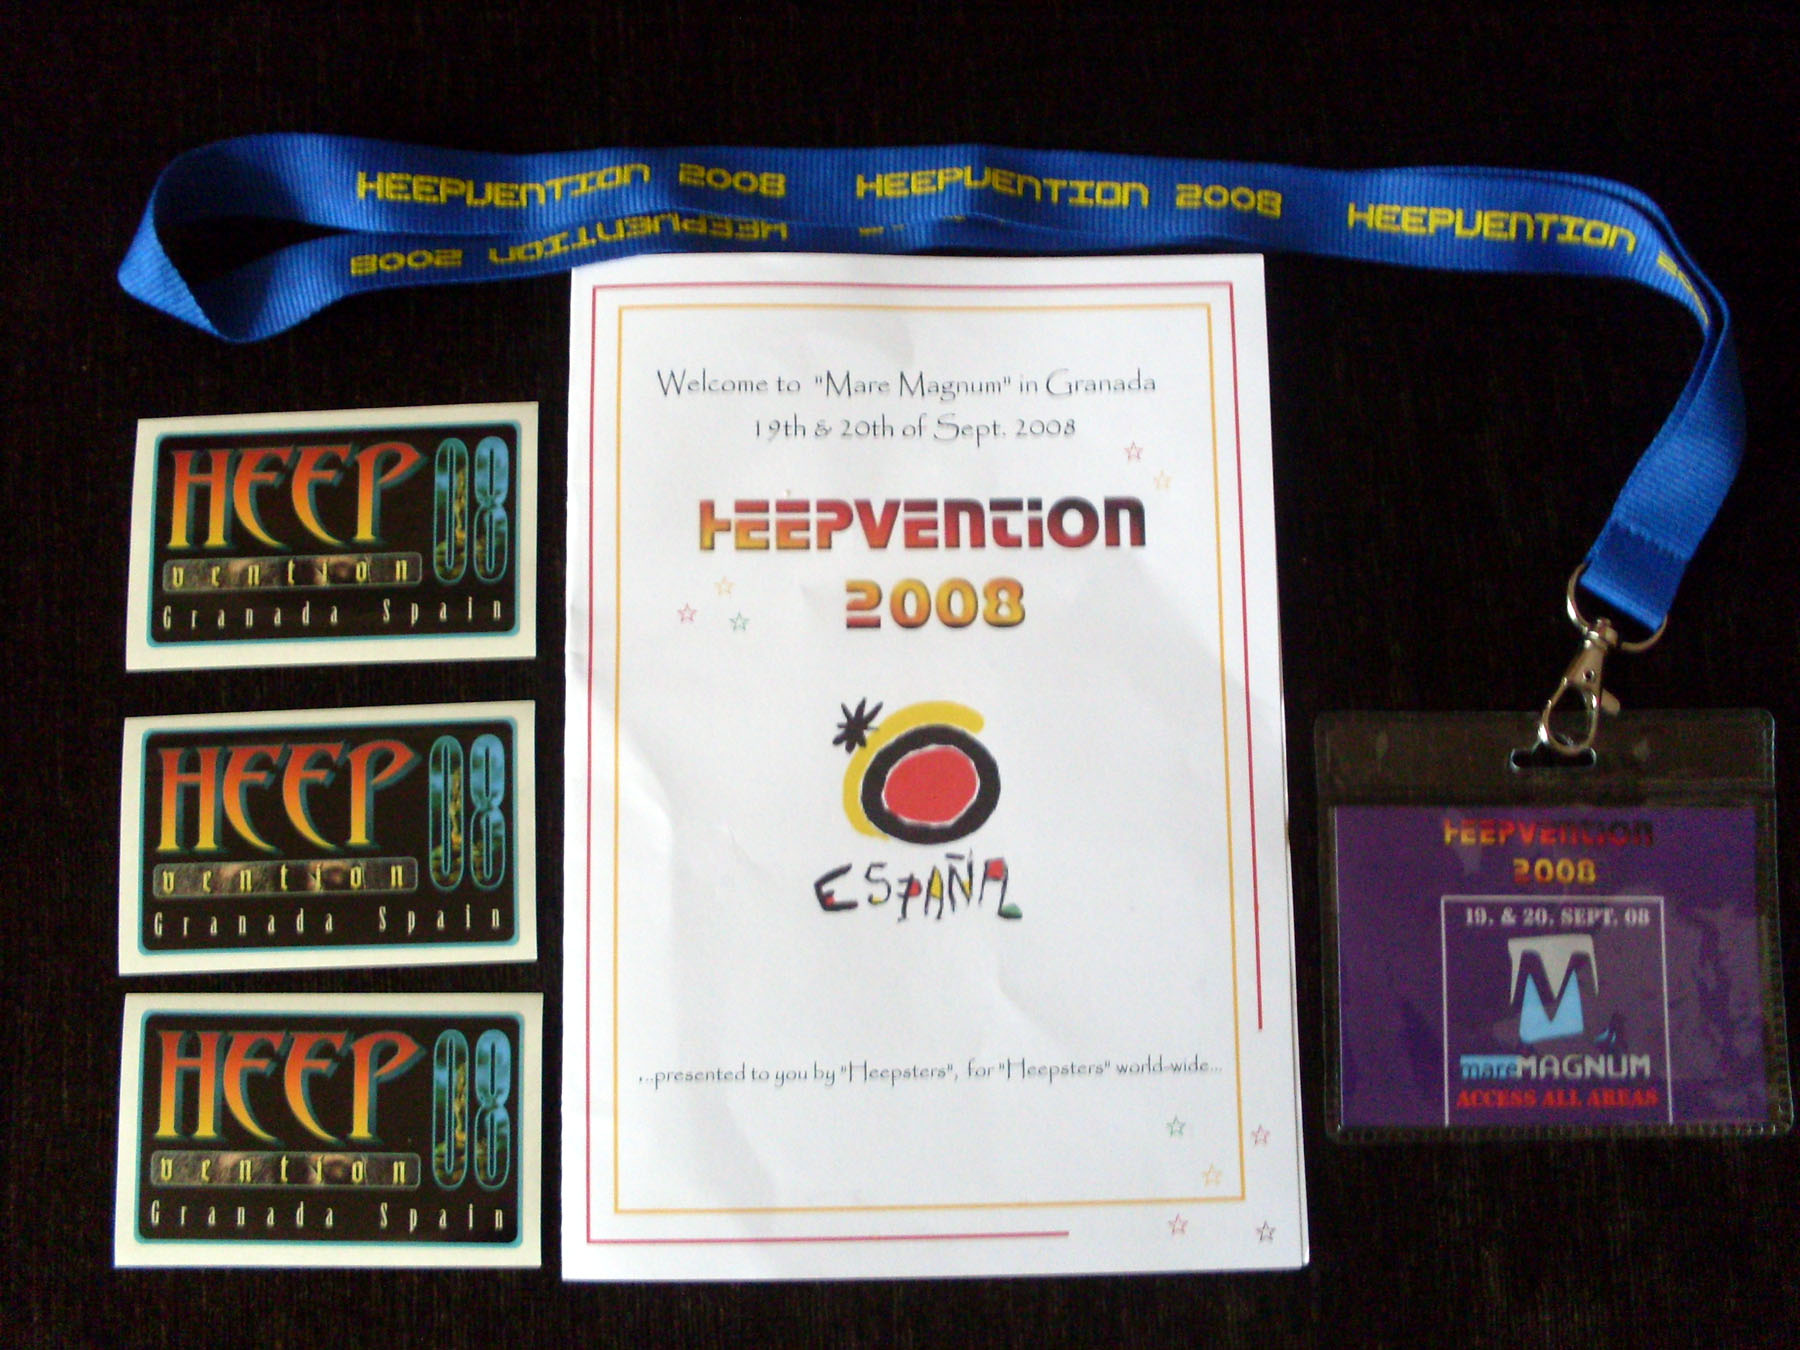 HEEPVENTION 2008 HEEPVENTION 2008 HEEPVENTION
HEEPVENTION 2008
HEEP 08
vention
Granada Spain
HEEP 08
vention
Granada Spain
HEEP 08
vention
Granada Spain
Welcome to "Mare Magnum" in Granada
19th & 20th of Sept. 2008
HEEPVENTION
2008
ESPAÑA
...presented to you by "Heepsters", for "Heepsters" world-wide...
HEEPVENTION
2008
19. & 20. SEPT. 08
M
mareMAGNUM
ACCESS ALL AREAS